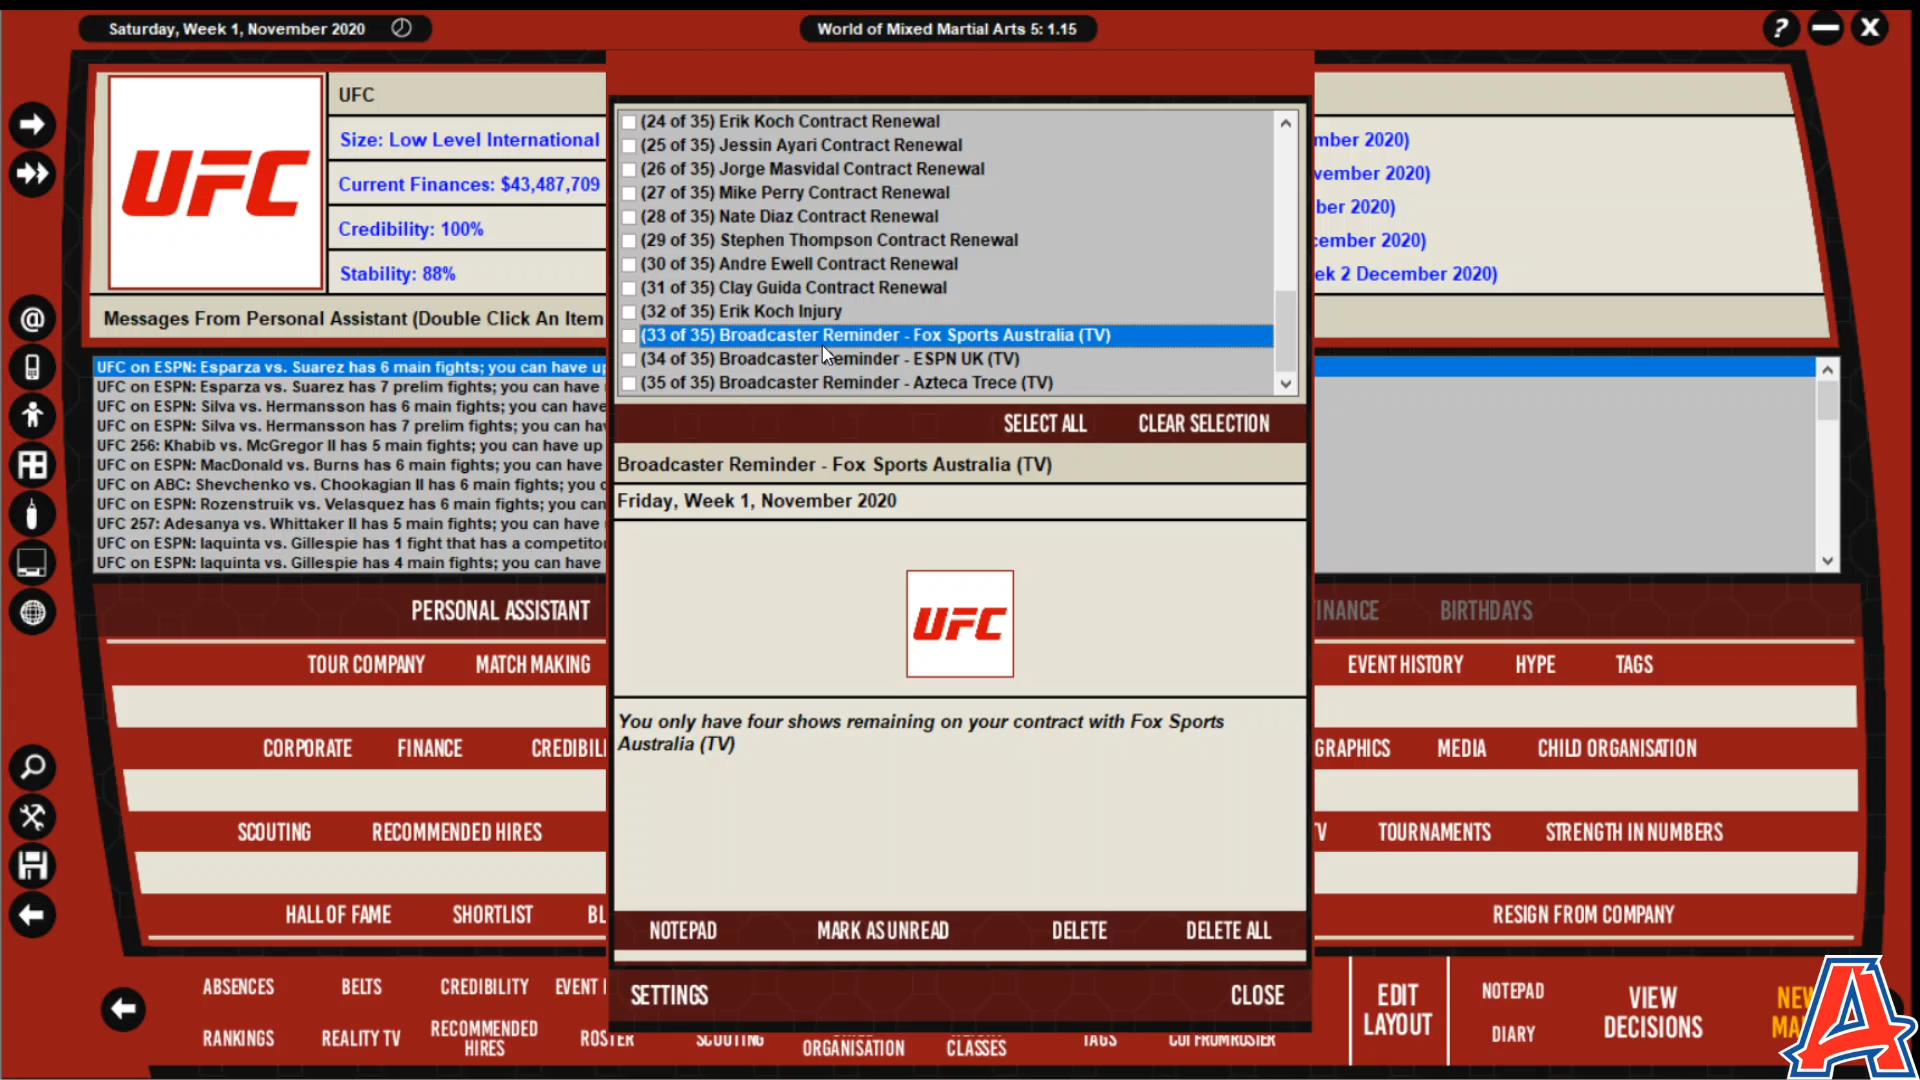 Saturday, Week 1, November 2020
World of Mixed Martial Arts 5: 1.15
?
X
UFC
UFC
Size: Low Level International
Current Finances: $43,487,709
Credibility: 100%
Stability: 88%
Messages From Personal Assistant (Double Click An Item
(24 of 35) Erik Koch Contract Renewal
(25 of 35) Jessin Ayari Contract Renewal
(26 of 35) Jorge Masvidal Contract Renewal
(27 of 35) Mike Perry Contract Renewal
(28 of 35) Nate Diaz Contract Renewal
(29 of 35) Stephen Thompson Contract Renewal
(30 of 35) Andre Ewell Contract Renewal
(31 of 35) Clay Guida Contract Renewal
(32 of 35) Erik Koch Injury
(33 of 35) Broadcaster Reminder - Fox Sports Australia (TV)
(34 of 35) Broadcaster Reminder - ESPN UK (TV)
(35 of 35) Broadcaster Reminder - Azteca Trece (TV)
mber 2020)
vember 2020)
ber 2020)
cember 2020)
ek 2 December 2020)
UFC on ESPN: Esparza vs. Suarez has 6 main fights; you can have up
UFC on ESPN: Esparza vs. Suarez has 7 prelim fights; you can have
UFC on ESPN: Silva vs. Hermansson has 6 main fights; you can have
UFC on ESPN: Silva vs. Hermansson has 7 prelim fights; you can ha
UFC 256: Khabib vs. McGregor II has 5 main fights; you can have up
UFC on ESPN: MacDonald vs. Burns has 6 main fights; you can have
UFC on ABC: Shevchenko vs. Chookagian II has 6 main fights; you c
UFC on ESPN: Rozenstruik vs. Velasquez has 6 main fights; you can
UFC 257: Adesanya vs. Whittaker II has 5 main fights; you can have
UFC on ESPN: Iaquinta vs. Gillespie has 1 fight that has a competitor
UFC on ESPN: Iaquinta vs. Gillespie has 4 main fights; you can have
SELECT ALL CLEAR SELECTION
Broadcaster Reminder - Fox Sports Australia (TV)
Friday, Week 1, November 2020
UFC
You only have four shows remaining on your contract with Fox Sports
Australia (TV)
NOTEPAD MARK AS UNREAD DELETE DELETE ALL
SETTINGS CLOSE
PERSONAL ASSISTANT INANCE BIRTHDAYS
TOUR COMPANY MATCH MAKING EVENT HISTORY HYPE TAGS
CORPORATE FINANCE CREDIBILI GRAPHICS MEDIA CHILD ORGANISATION
SCOUTING RECOMMENDED HIRES TV TOURNAMENTS STRENGTH IN NUMBERS
HALL OF FAME SHORTLIST BL RESIGN FROM COMPANY
ABSENCES BELTS CREDIBILITY EVENT
RANKINGS REALITY TV RECOMMENDED HIRES ROSTER SCOUTING ORGANISATION CLASSES TAGS
EDIT LAYOUT
NOTEPAD
DIARY
VIEW DECISIONS
NEW
MA
A